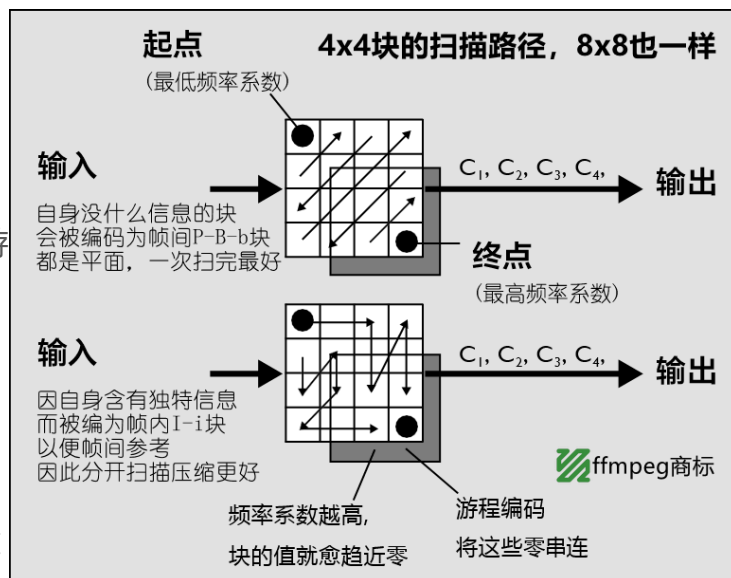 起点
4x4块的扫描路径，8x8也一样
(最低频率系数)
输入
C₁, C₂, C₃, C₄,
输出
自身没什么信息的块
会被编码为帧间P-B-b块
都是平面，一次扫完最好
终点
(最高频率系数)
输入
C₁, C₂, C₃, C₄,
输出
因自身含有独特信息
而被编为帧内I-i块
以便帧间参考
因此分开扫描压缩更好
ffmpeg商标
频率系数越高,
块的值就愈趋近零
游程编码
将这些零串连